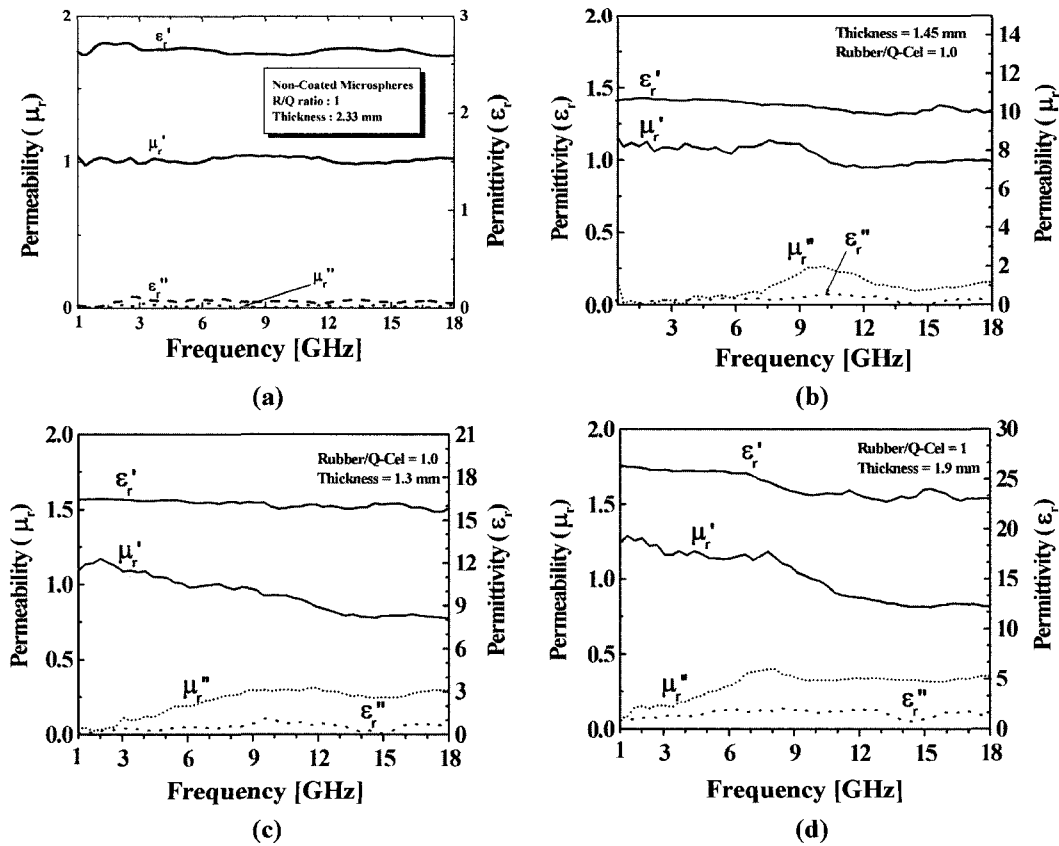 2
3
εr'
Non-Coated Microspheres
R/Q ratio : 1
Thickness : 2.33 mm
2
μr'
1
1
εr"
μr"
0
0
1 3 6 9 12 15 18
Permeability ( μr )
Permittivity ( εr )
Frequency [GHz]
(a)
2.0
Thickness = 1.45 mm
Rubber/Q-Cel = 1.0
14
12
1.5
εr'
10
μr'
1.0
8
6
0.5
4
μr"
εr"
2
0.0
0
3 6 9 12 15 18
Permittivity ( εr )
Permeability ( μr )
Frequency [GHz]
(b)
2.0
21
Rubber/Q-Cel = 1.0
Thickness = 1.3 mm
18
εr'
1.5
15
μr'
12
1.0
9
6
0.5
μr"
3
εr"
0.0
0
1 3 6 9 12 15 18
Permeability ( μr )
Permittivity ( εr )
Frequency [GHz]
(c)
2.0
30
εr'
Rubber/Q-Cel = 1
Thickness = 1.9 mm
25
1.5
μr'
20
1.0
15
10
0.5
μr"
5
εr"
0.0
0
1 3 6 9 12 15 18
Permeability ( μr )
Permittivity ( εr )
Frequency [GHz]
(d)